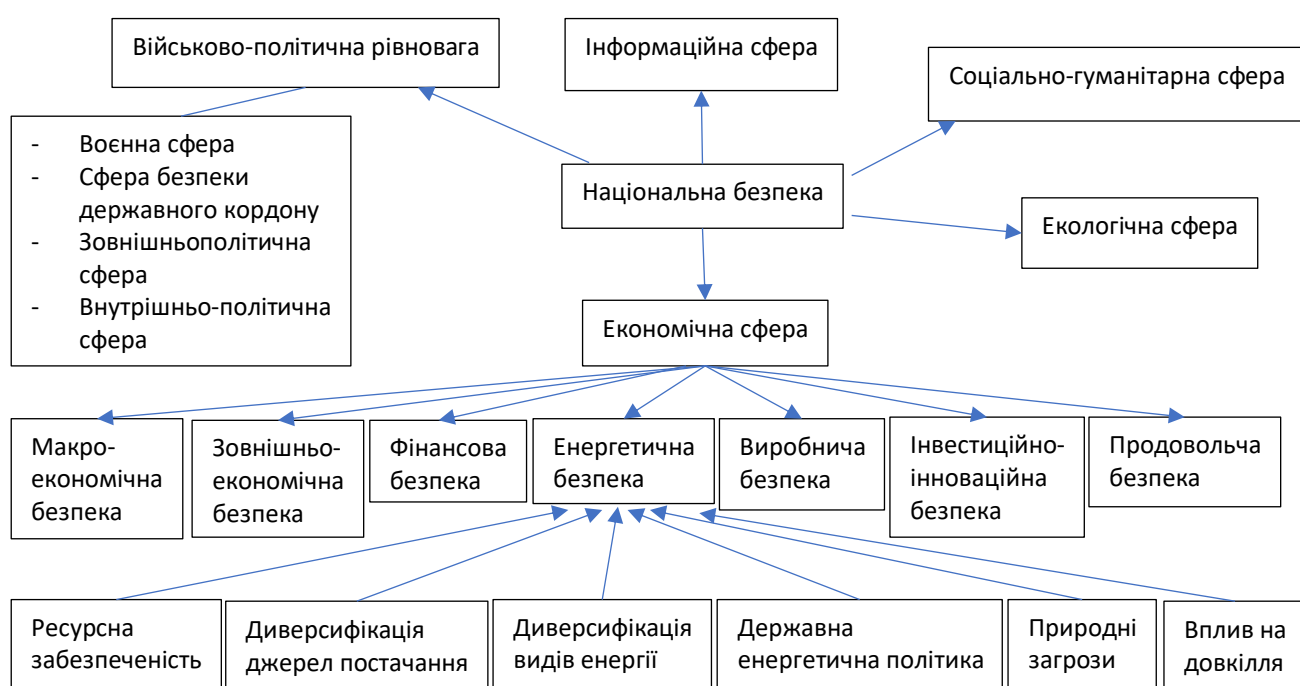 Військово-політична рівновага
Інформаційна сфера
Соціально-гуманітарна сфера
- Воєнна сфера
- Сфера безпеки
державного кордону
- Зовнішньополітична
сфера
- Внутрішньо-політична
сфера
Національна безпека
Екологічна сфера
Економічна сфера
Макро-
економічна
безпека
Зовнішньо-
економічна
безпека
Фінансова
безпека
Енергетична
безпека
Виробнича
безпека
Інвестиційно-
інноваційна
безпека
Продовольча
безпека
Ресурсна
забезпеченість
Диверсифікація
джерел постачання
Диверсифікація
видів енергії
Державна
енергетична політика
Природні
загрози
Вплив на
довкілля